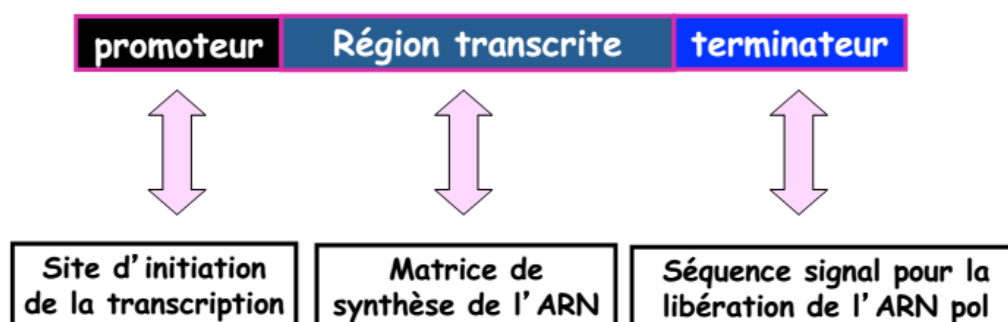 promoteur Région transcrite terminateur
Site d'initiation
de la transcription
Matrice de
synthèse de l'ARN
Séquence signal pour la
libération de l'ARN pol